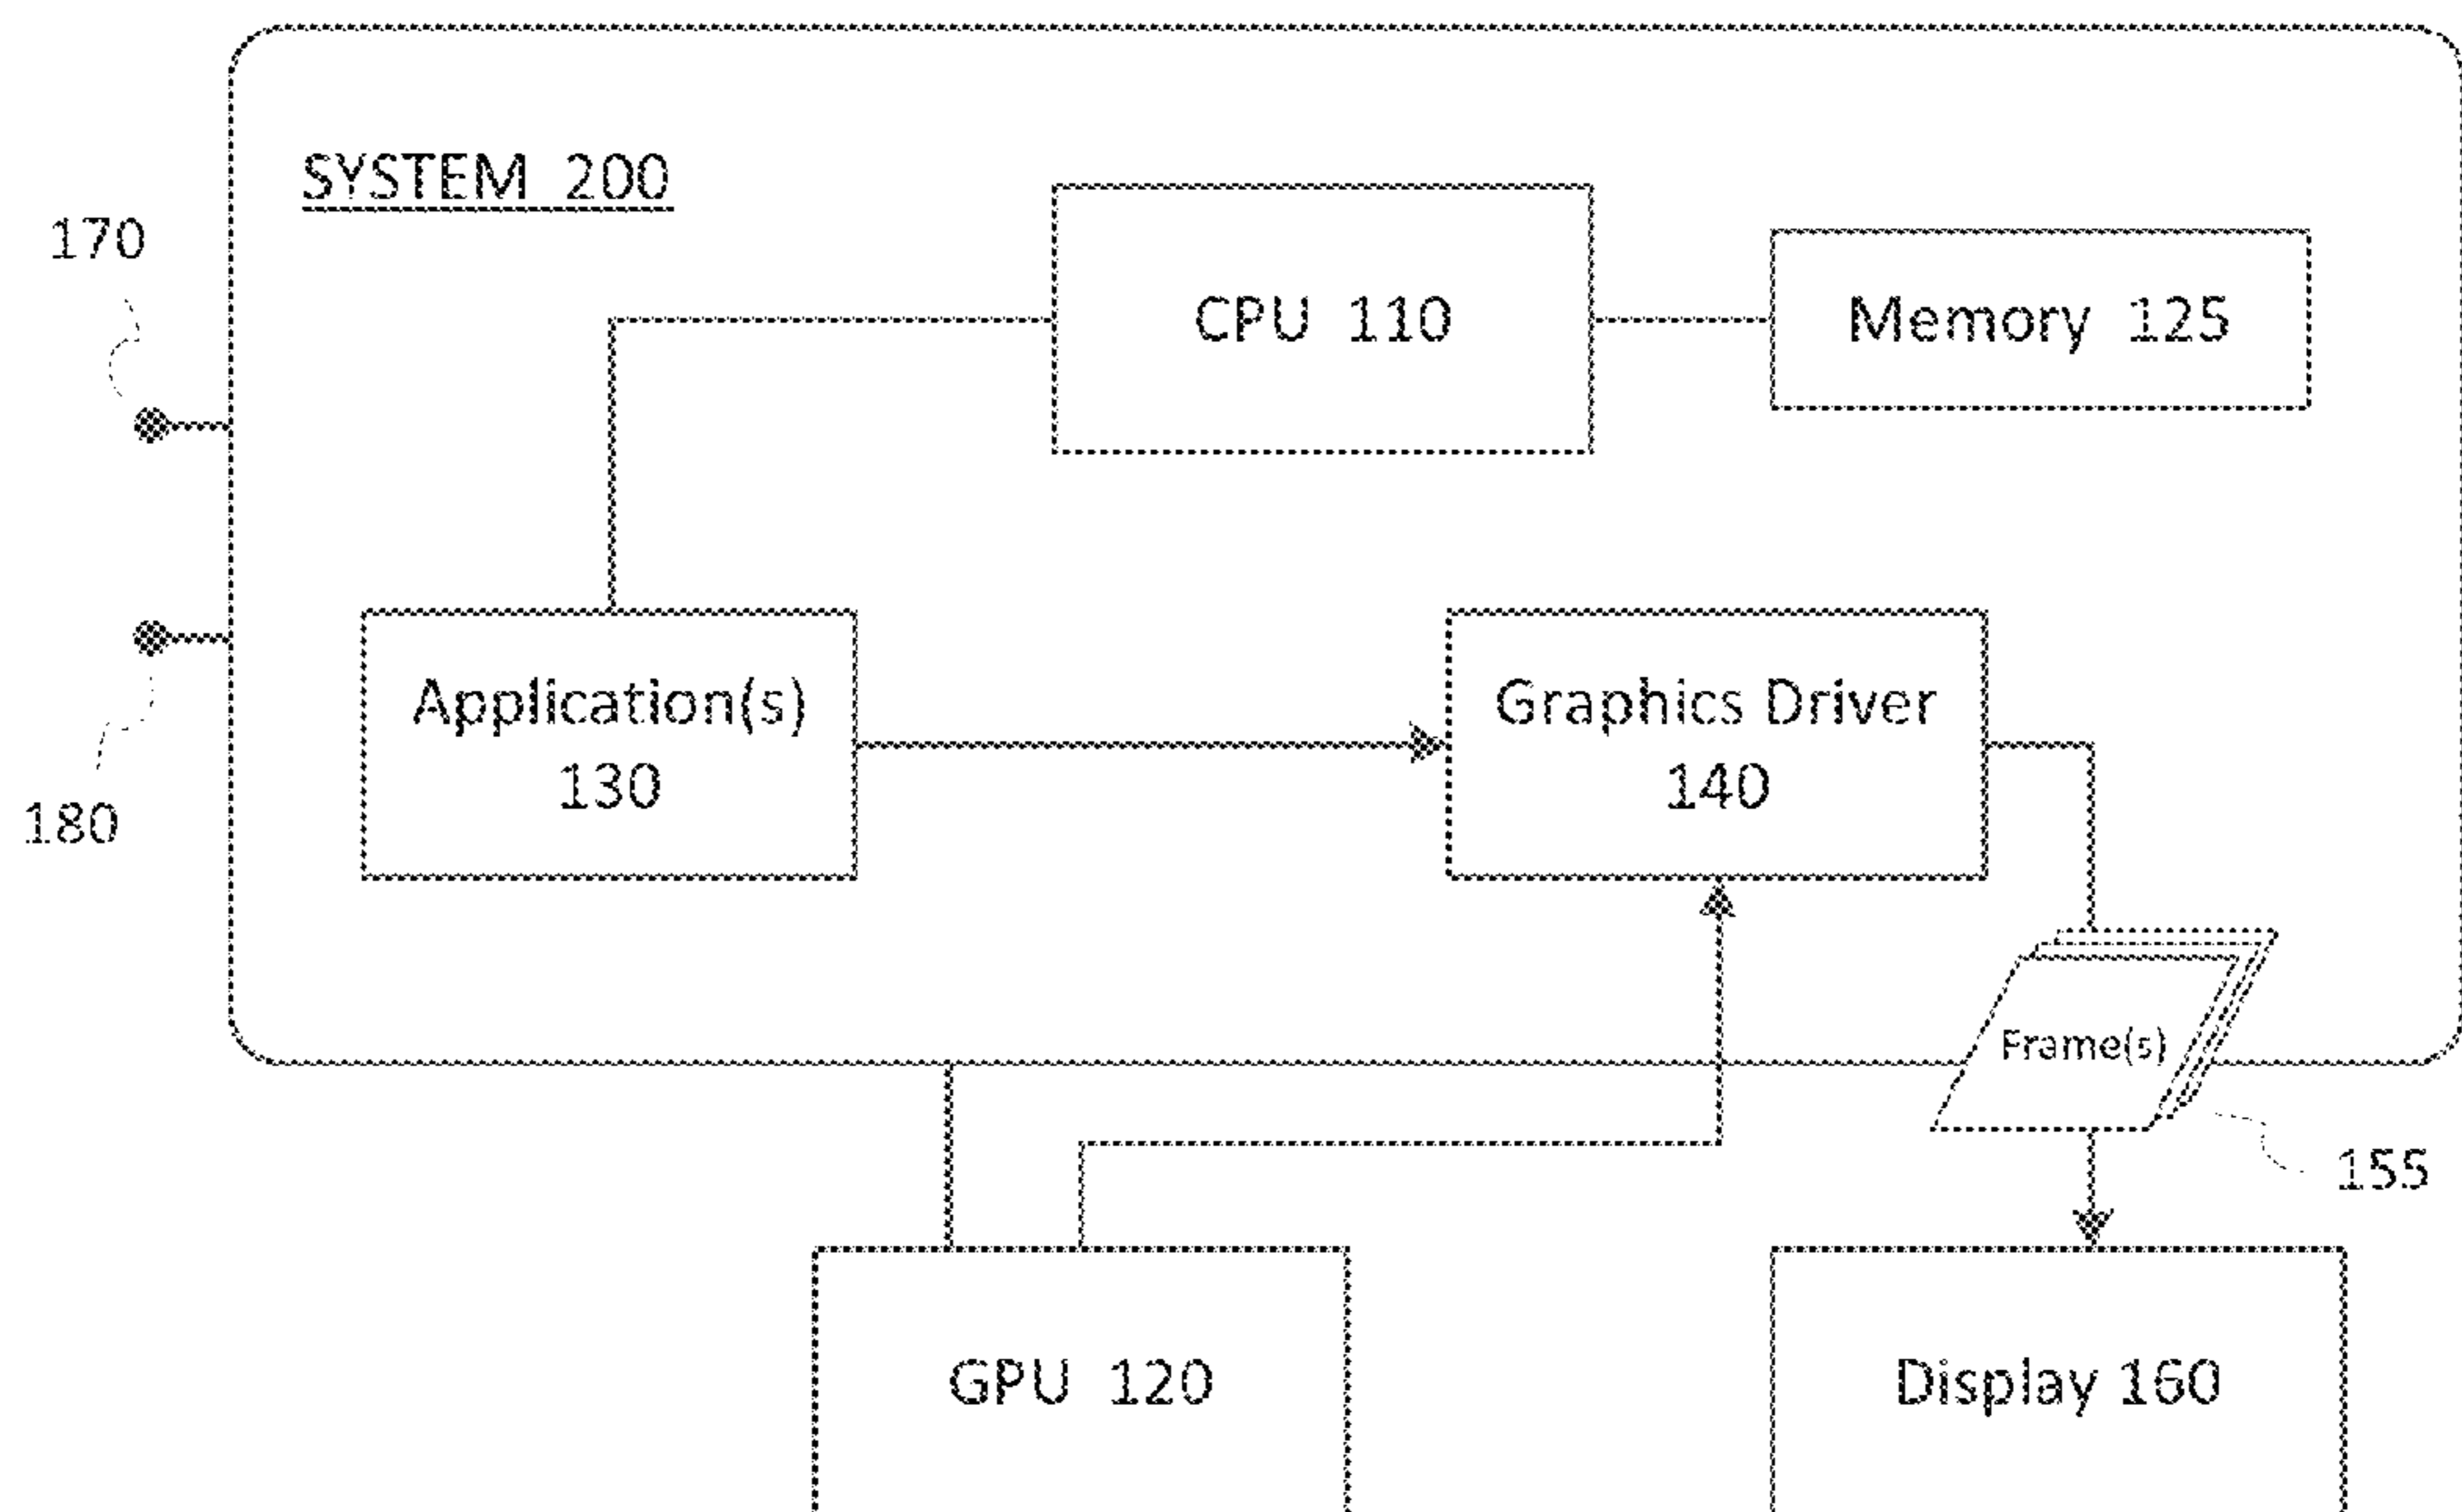 SYSTEM 200
170
CPU 110
Memory 125
Application(s)
130
Graphics Driver
140
180
Frame(s)
155
GPU 120
Display 160